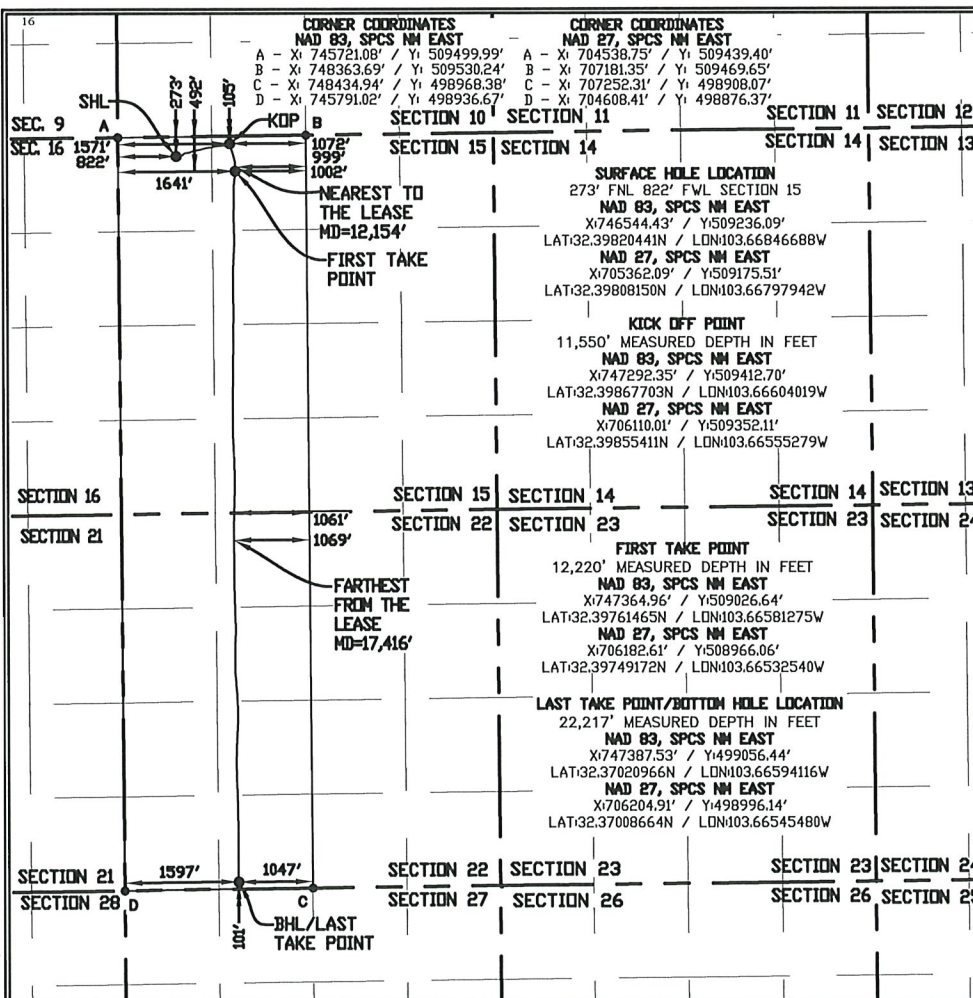 16
CORNER COORDINATES
NAD 83, SPCS NM EAST
A - X: 745721.08' / Y: 509499.99'
B - X: 748363.69' / Y: 509530.24'
C - X: 748434.94' / Y: 498968.38'
D - X: 745791.02' / Y: 498936.67'
CORNER COORDINATES
NAD 27, SPCS NM EAST
A - X: 704538.75' / Y: 509439.40'
B - X: 707181.35' / Y: 509469.65'
C - X: 707252.31' / Y: 498908.07'
D - X: 704608.41' / Y: 498876.37'
273'
492'
105'
SHL
KOP
SEC. 9
A
B
SECTION 10
SECTION 11
SECTION 11
SECTION 12
SEC. 16
1571'
1072'
SECTION 15
SECTION 14
SECTION 14
SECTION 13
822'
999'
1641'
1002'
NEAREST TO
THE LEASE
MD=12,154'
FIRST TAKE
POINT
SURFACE HOLE LOCATION
273' FNL 822' FWL SECTION 15
NAD 83, SPCS NM EAST
X:746544.43' / Y:509236.09'
LAT:32.39820441N / LON:103.66846688W
NAD 27, SPCS NM EAST
X:705362.09' / Y:509175.51'
LAT:32.39808150N / LON:103.66797942W
KICK OFF POINT
11,550' MEASURED DEPTH IN FEET
NAD 83, SPCS NM EAST
X:747292.35' / Y:509412.70'
LAT:32.39867703N / LON:103.66604019W
NAD 27, SPCS NM EAST
X:706110.01' / Y:509352.11'
LAT:32.39855411N / LON:103.66555279W
SECTION 16
SECTION 15
SECTION 14
SECTION 14
SECTION 13
SECTION 21
1061'
SECTION 22
SECTION 23
SECTION 23
SECTION 24
1069'
FARTHEST
FROM THE
LEASE
MD=17,416'
FIRST TAKE POINT
12,220' MEASURED DEPTH IN FEET
NAD 83, SPCS NM EAST
X:747364.96' / Y:509026.64'
LAT:32.39761465N / LON:103.66581275W
NAD 27, SPCS NM EAST
X:706182.61' / Y:508966.06'
LAT:32.39749172N / LON:103.66532540W
LAST TAKE POINT/BOTTOM HOLE LOCATION
22,217' MEASURED DEPTH IN FEET
NAD 83, SPCS NM EAST
X:747387.53' / Y:499056.44'
LAT:32.37020966N / LON:103.66594116W
NAD 27, SPCS NM EAST
X:706204.91' / Y:498996.14'
LAT:32.37008664N / LON:103.66545480W
SECTION 21
1597'
1047'
SECTION 22
SECTION 23
SECTION 23
SECTION 24
SECTION 28
D
C
SECTION 27
SECTION 26
SECTION 26
SECTION 25
101'
BHL/LAST
TAKE POINT